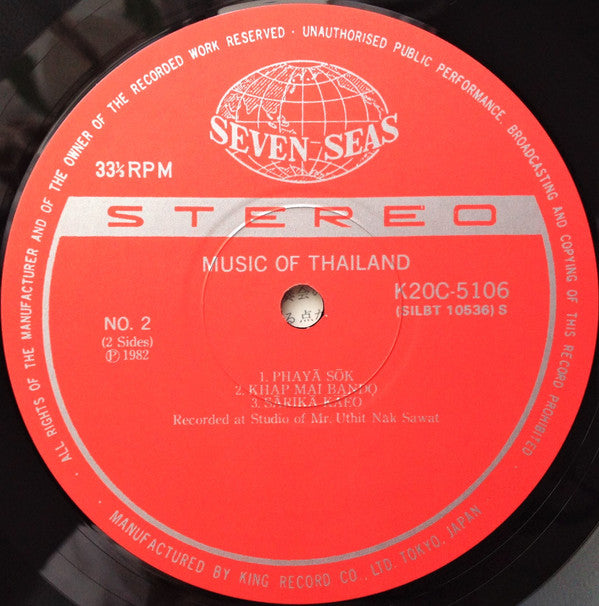 · ALL RIGHTS OF THE MANUFACTURER AND OF THE OWNER OF THE RECORDED WORK RESERVED · UNAUTHORISED PUBLIC PERFORMANCE, BROADCASTING AND COPYING OF THIS RECORD PROHIBITED ·
SEVEN SEAS
33⅓ RPM
STEREO
MUSIC OF THAILAND
K20C-5106
(SILBT 10536) S
NO. 2
(2 Sides)
Ⓟ 1982
1. PHAYĀ SŌK
2. KHAP MAI BANDO̜
3. SĀRIKĀ KAEO
Recorded at Studio of Mr. Uthit Nak Sawat
MANUFACTURED BY KING RECORD CO., LTD. TOKYO, JAPAN